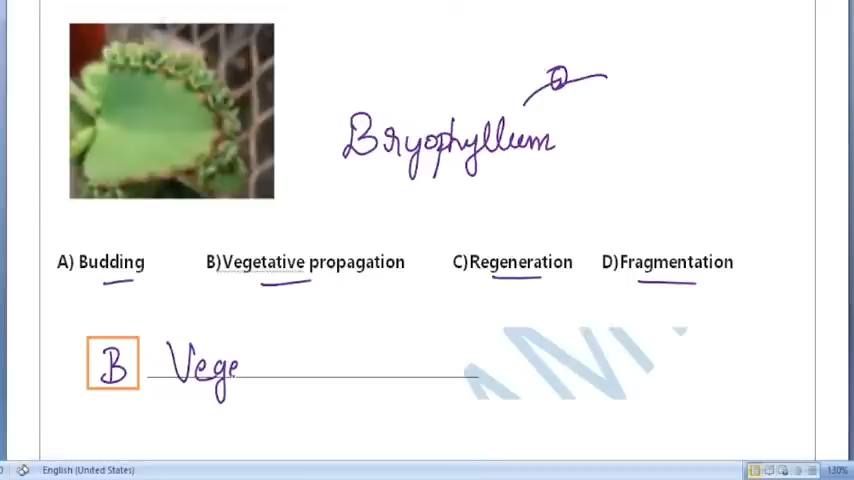 Bryophyllum
A) Budding B)Vegetative propagation C)Regeneration D)Fragmentation
B Vege
English (United States) 130%